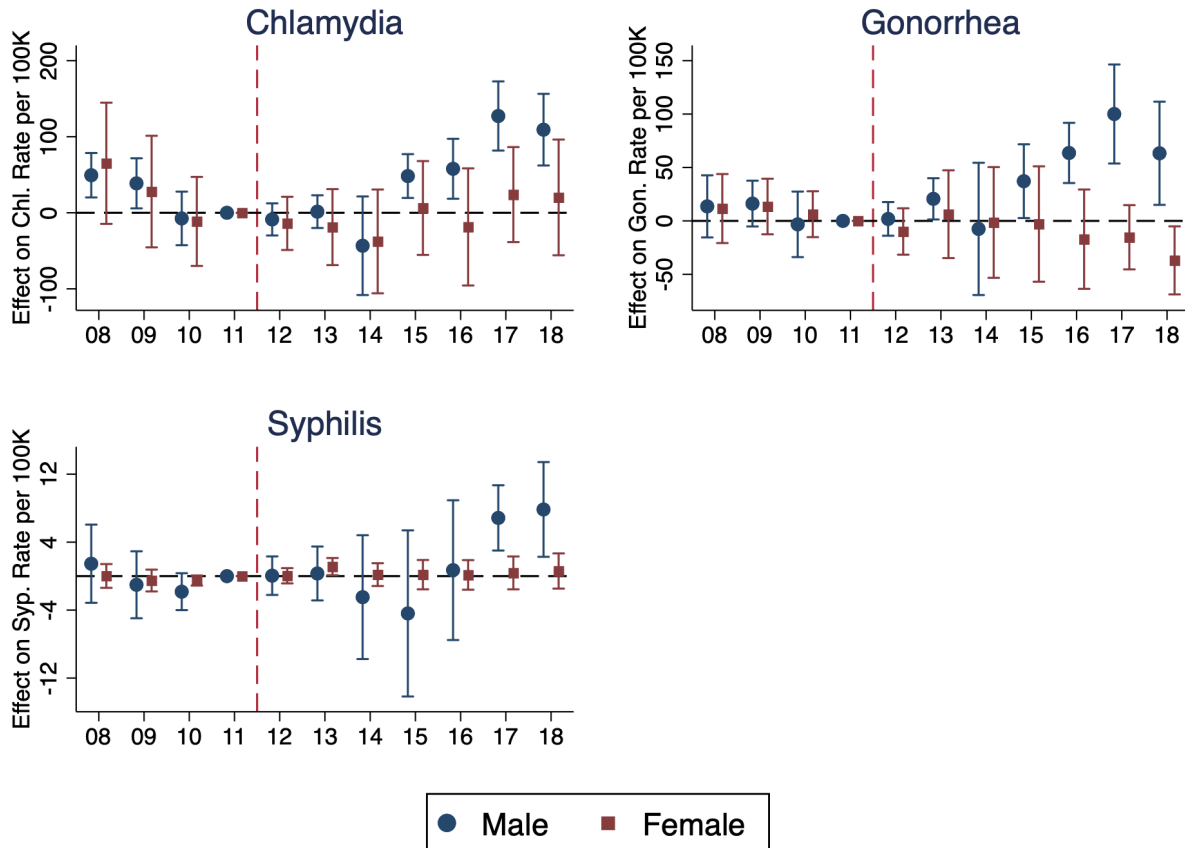 Chlamydia
Effect on Chl. Rate per 100K
200
100
0
-100
08 09 10 11 12 13 14 15 16 17 18
Gonorrhea
Effect on Gon. Rate per 100K
150
100
50
0
-50
08 09 10 11 12 13 14 15 16 17 18
Syphilis
Effect on Syp. Rate per 100K
12
4
-4
-12
08 09 10 11 12 13 14 15 16 17 18
Male Female